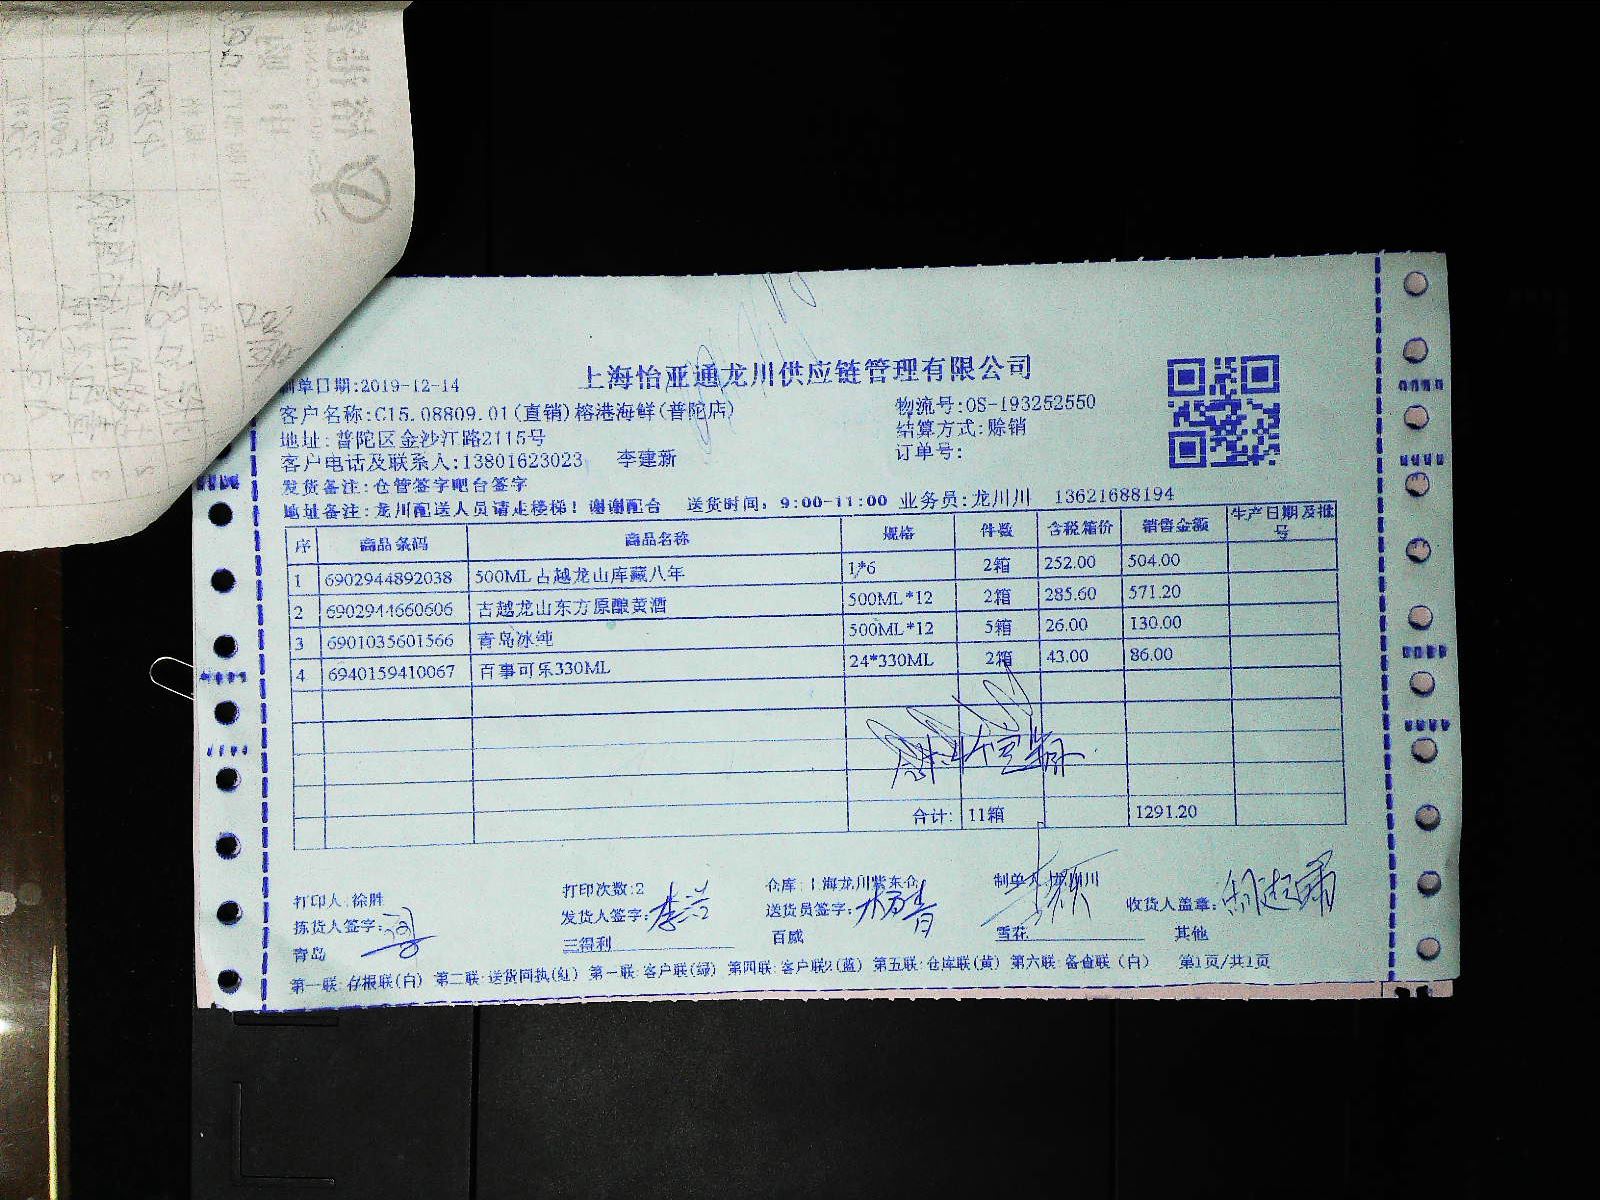 上海怡亚通龙川供应链管理有限公司
制单日期:2019-12-14
客户名称:C15.08809.01(直销)榕港海鲜(普陀店) 物流号:OS-193252550
地址:普陀区金沙江路2115号 结算方式:赊销
客户电话及联系人:13801623023 李建新 订单号:
发货备注:仓管签字吧台签字
地址备注:龙川配送人员请走楼梯！谢谢配合 送货时间：9:00-11:00 业务员:龙川川 13621688194
序 商品条码 商品名称 规格 件数 含税箱价 销售金额 生产日期及批号
1 6902944892038 500ML古越龙山库藏八年 1*6 2箱 252.00 504.00
2 6902944660606 古越龙山东方原酿黄酒 500ML*12 2箱 285.60 571.20
3 6901035601566 青岛冰纯 500ML*12 5箱 26.00 130.00
4 6940159410067 百事可乐330ML 24*330ML 2箱 43.00 86.00
合计: 11箱 1291.20
打印人:徐胜 打印次数:2 仓库:上海龙川紫东仓 制单人:龙川川
拣货人签字: 发货人签字: 送货员签字: 收货人盖章:
青岛 三得利 百威 雪花 其他
第一联:存根联(白) 第二联:送货回执(红) 第一联:客户联(绿) 第四联:客户联2(蓝) 第五联:仓库联(黄) 第六联:备查联(白) 第1页/共1页